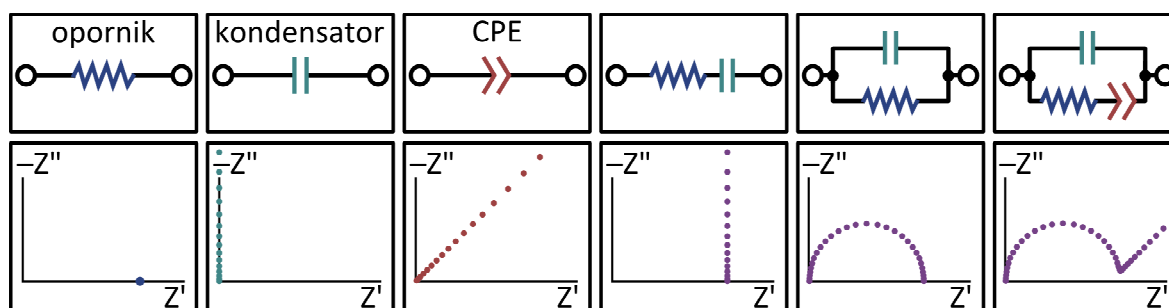 opornik
kondensator
CPE
–Z"
Z'
–Z"
Z'
–Z"
Z'
–Z"
Z'
–Z"
Z'
–Z"
Z'